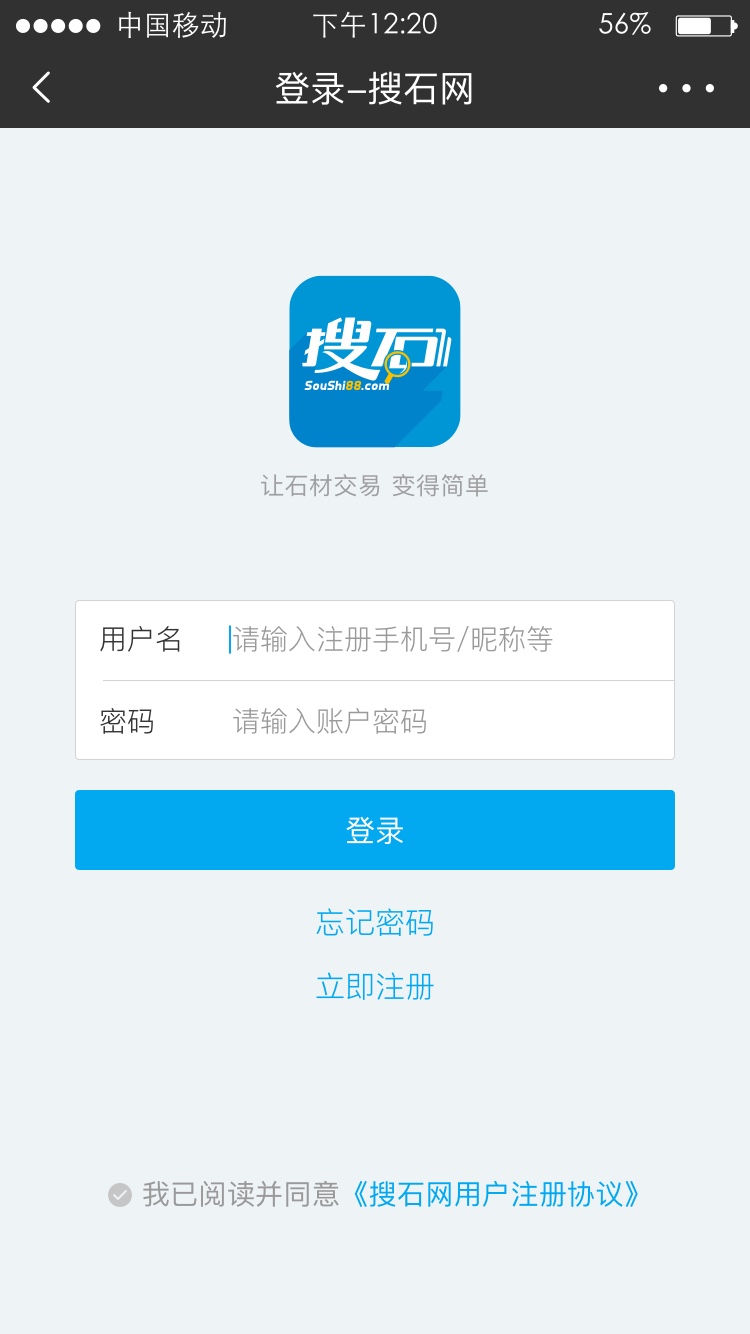 中国移动 下午12:20 56%
登录-搜石网
搜石
SouShi88.com
让石材交易 变得简单
用户名 请输入注册手机号/昵称等
密码 请输入账户密码
登录
忘记密码
立即注册
我已阅读并同意《搜石网用户注册协议》